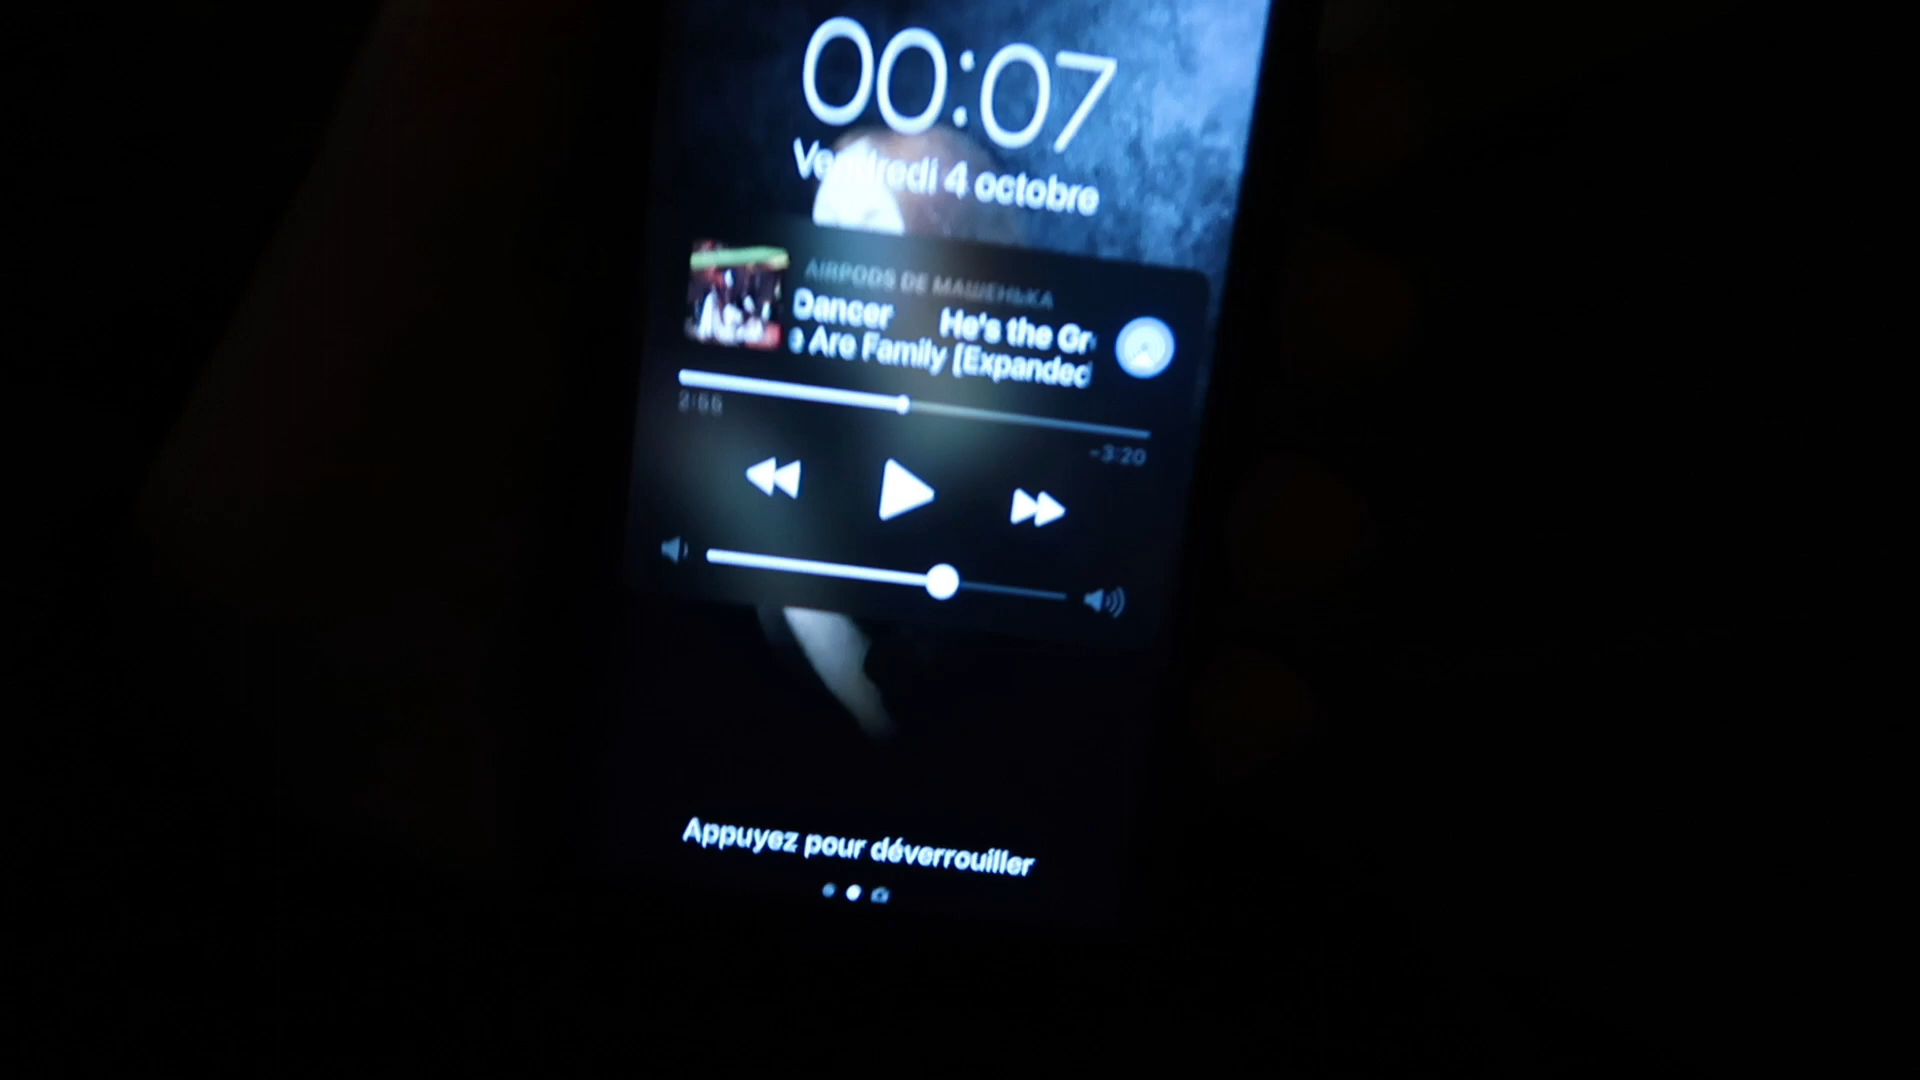 00:07
Vendredi 4 octobre
AIRPODS DE МАШЕНЬКА
Dancer He's the Gr
e Are Family (Expanded
2:55
-3:20
Appuyez pour déverrouiller